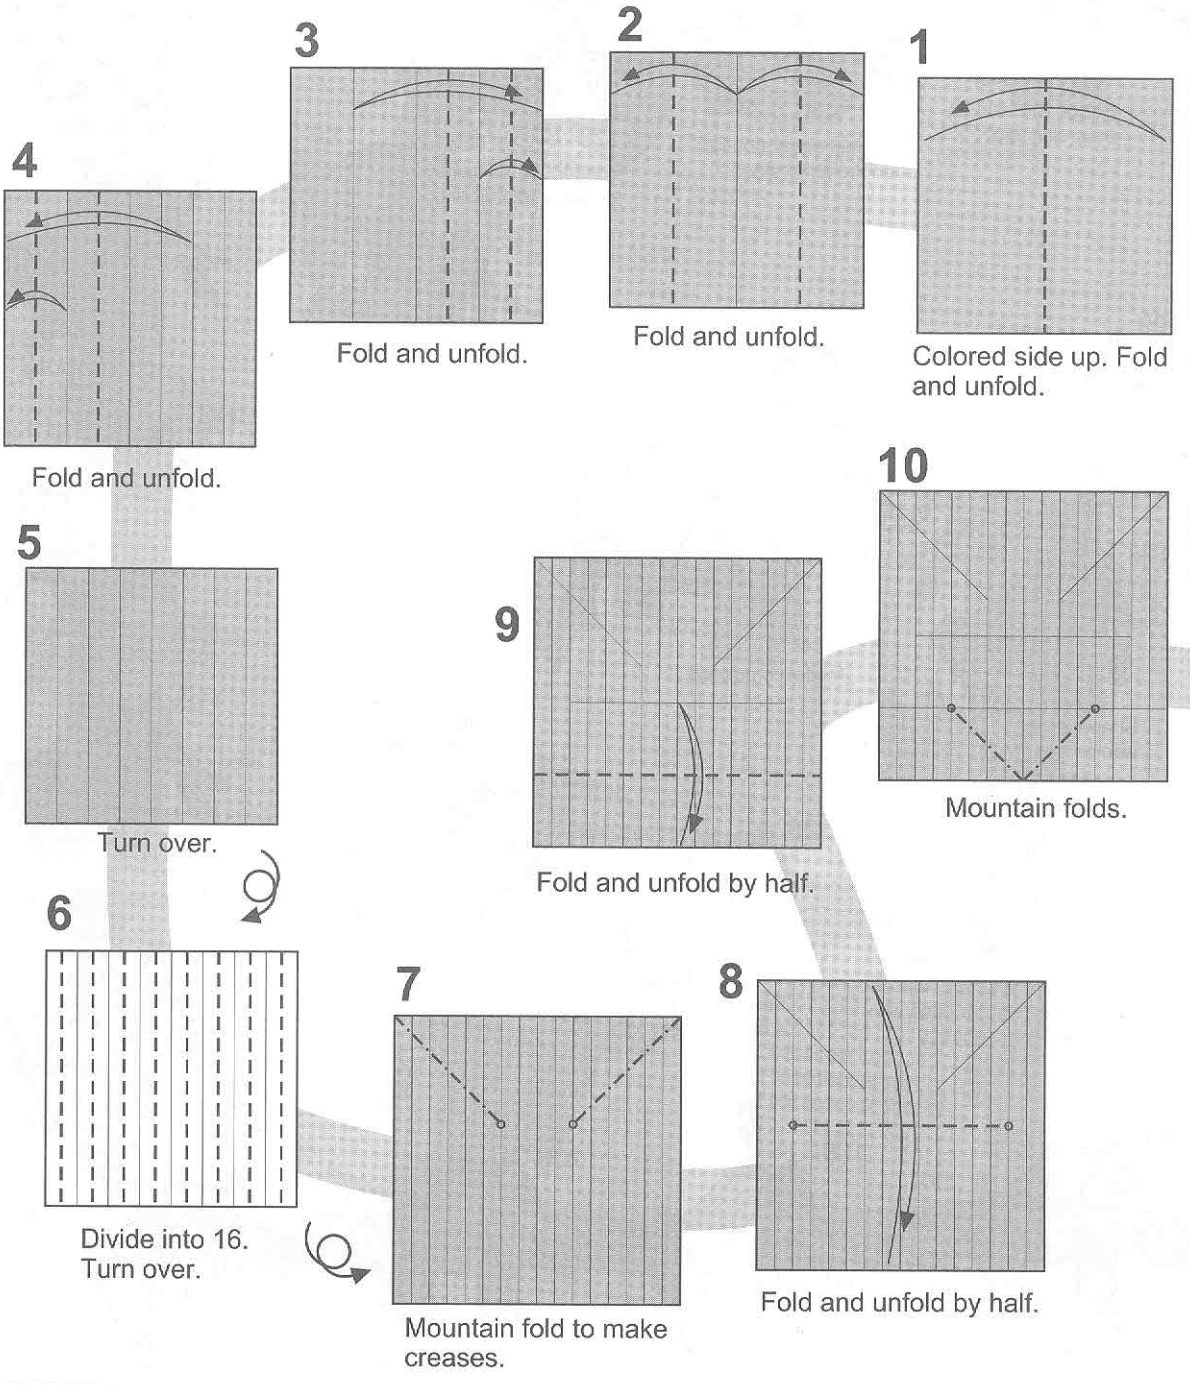 1
Colored side up. Fold
and unfold.
2
Fold and unfold.
3
Fold and unfold.
4
Fold and unfold.
5
Turn over.
6
Divide into 16.
Turn over.
7
Mountain fold to make
creases.
8
Fold and unfold by half.
9
Fold and unfold by half.
10
Mountain folds.